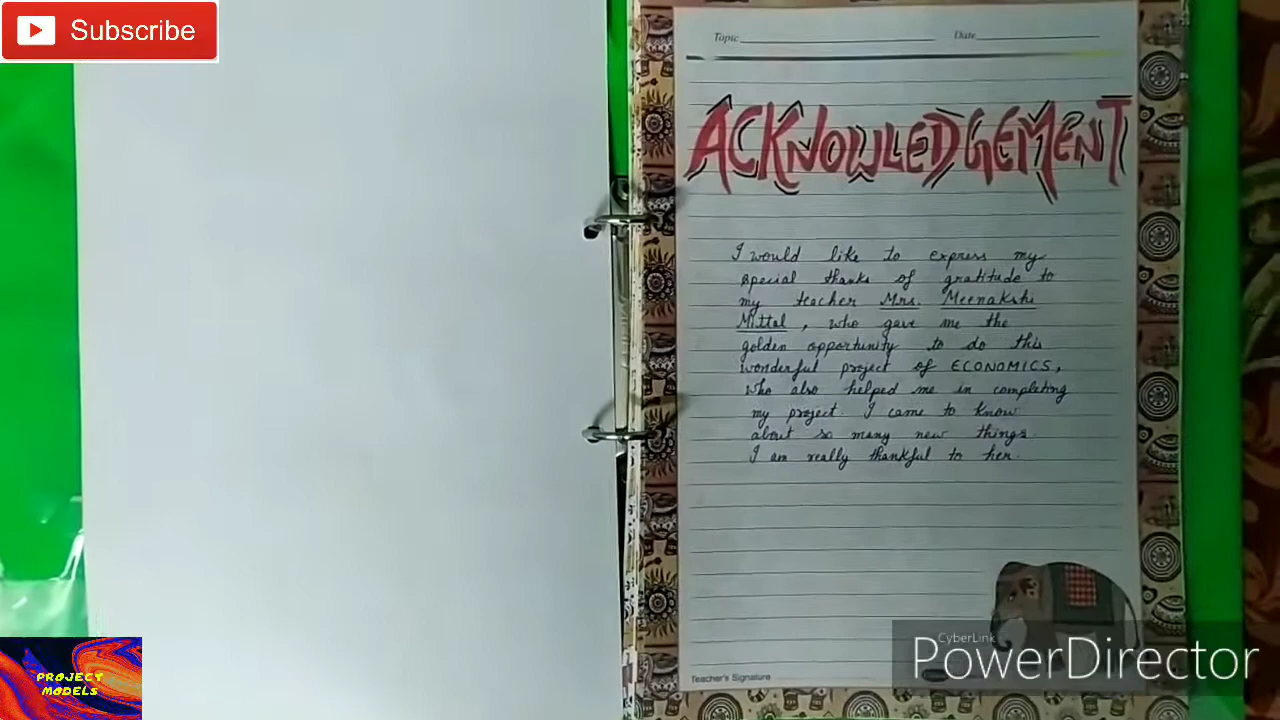 Subscribe
Topic
Date
ACKNOWLEDGEMENT
I would like to express my
special thanks of gratitude to
my teacher Mrs. Meenakshi
Mittal, who gave me the
golden opportunity to do this
wonderful project of ECONOMICS,
who also helped me in completing
my project. I came to know
about so many new things.
I am really thankful to her.
Teacher's Signature
PROJECT
MODELS
CyberLink
PowerDirector